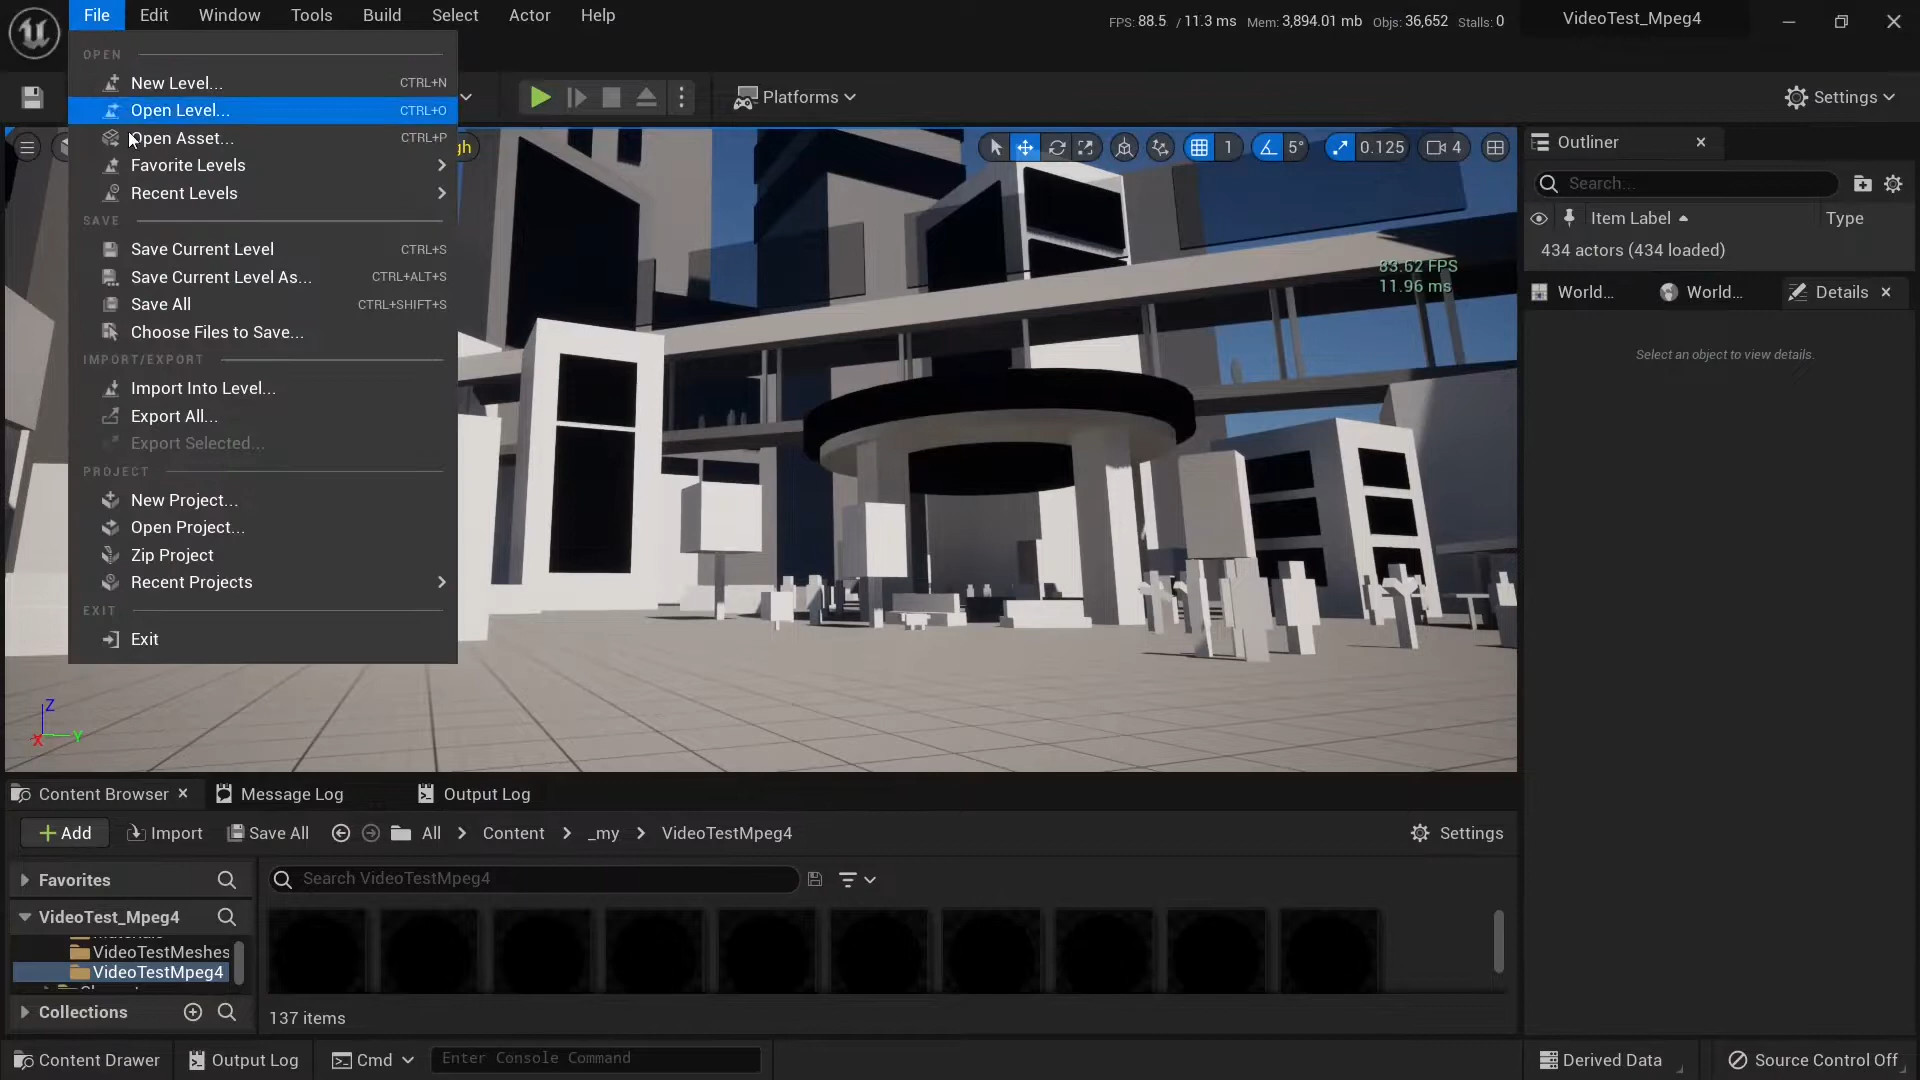 File Edit Window Tools Build Select Actor Help
FPS: 88.5 / 11.3 ms Mem: 3,894.01 mb Objs: 36,652 Stalls: 0
VideoTest_Mpeg4
OPEN
New Level... CTRL+N
Open Level... CTRL+O
Open Asset... CTRL+P
Favorite Levels
Recent Levels
SAVE
Save Current Level CTRL+S
Save Current Level As... CTRL+ALT+S
Save All CTRL+SHIFT+S
Choose Files to Save...
IMPORT/EXPORT
Import Into Level...
Export All...
Export Selected...
PROJECT
New Project...
Open Project...
Zip Project
Recent Projects
EXIT
Exit
Platforms
Settings
1 5° 0.125 4
83.62 FPS
11.96 ms
Z
X Y
Outliner
Search...
Item Label Type
434 actors (434 loaded)
World... World... Details
Select an object to view details.
Content Browser Message Log Output Log
Add Import Save All All Content _my VideoTestMpeg4 Settings
Favorites
Search VideoTestMpeg4
VideoTest_Mpeg4
VideoTestMeshes
VideoTestMpeg4
Collections
137 items
Content Drawer Output Log Cmd Enter Console Command Derived Data Source Control Off